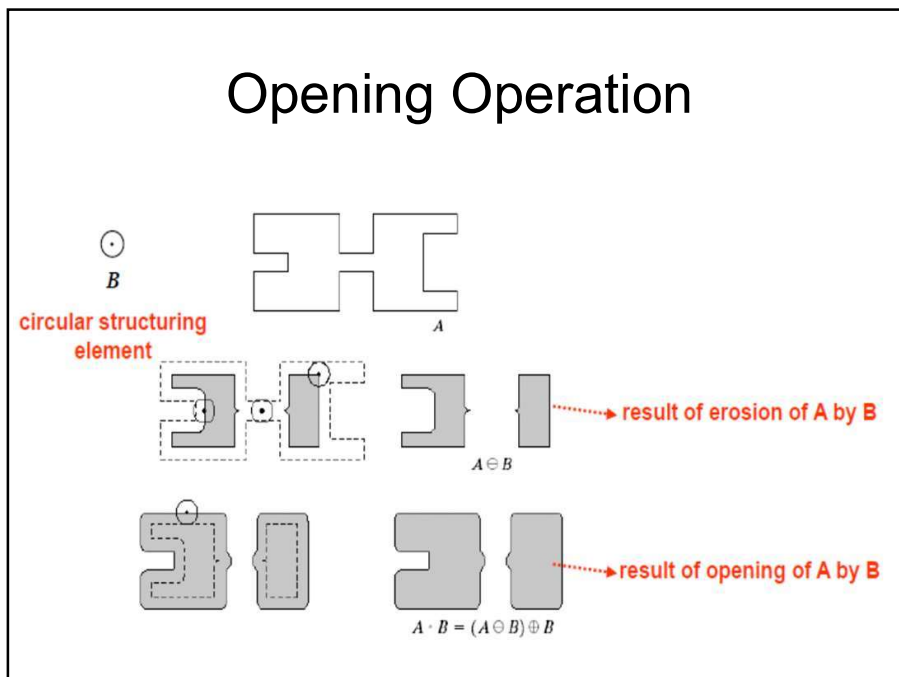 Opening Operation
B
circular structuring
element
A
result of erosion of A by B
A ⊖ B
result of opening of A by B
A · B = (A ⊖ B) ⊕ B